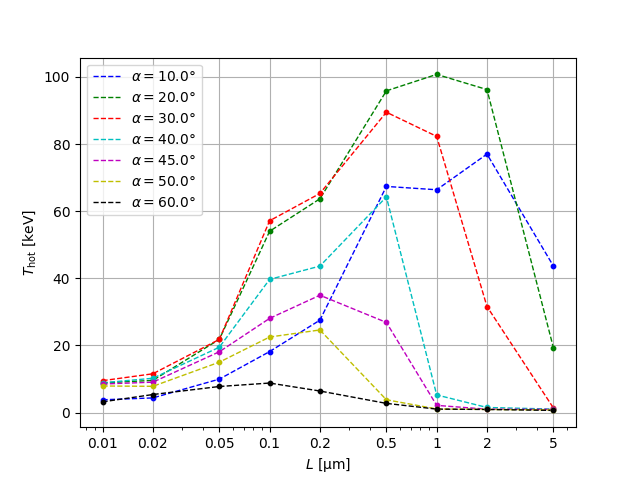 100
80
60
40
20
0
T_hot [keV]
α = 10.0°
α = 20.0°
α = 30.0°
α = 40.0°
α = 45.0°
α = 50.0°
α = 60.0°
0.01 0.02 0.05 0.1 0.2 0.5 1 2 5
L [µm]